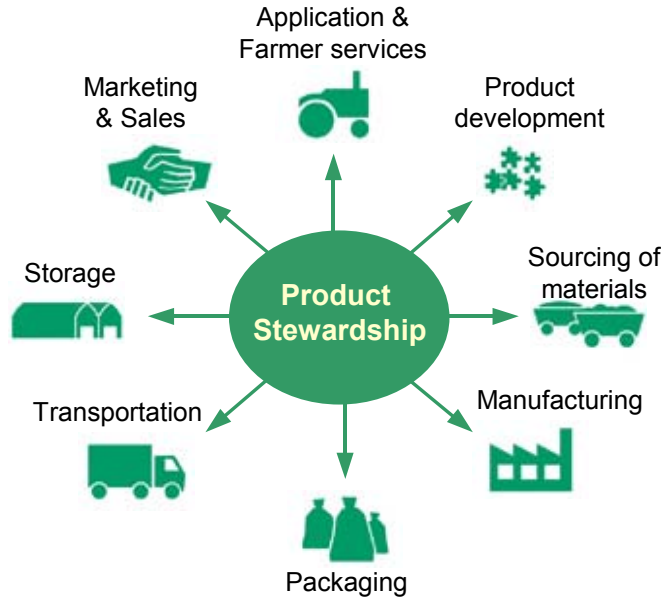 Application &
Farmer services
Marketing
& Sales
Product
development
Storage
Sourcing of
materials
Product
Stewardship
Transportation
Manufacturing
Packaging